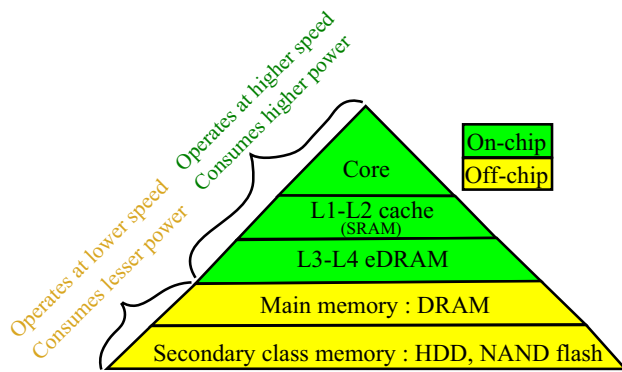 Operates at higher speed
Consumes higher power
Operates at lower speed
Consumes lesser power
Core
L1-L2 cache
(SRAM)
L3-L4 eDRAM
Main memory : DRAM
Secondary class memory : HDD, NAND flash
On-chip
Off-chip